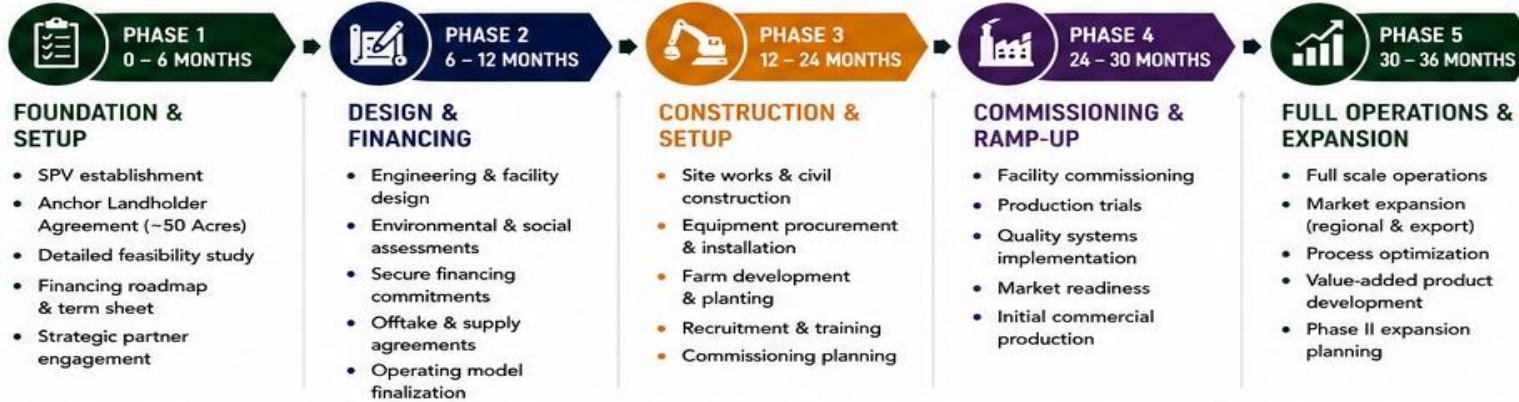 PHASE 1
0 – 6 MONTHS
FOUNDATION &
SETUP
• SPV establishment
• Anchor Landholder
Agreement (~50 Acres)
• Detailed feasibility study
• Financing roadmap
& term sheet
• Strategic partner
engagement
PHASE 2
6 – 12 MONTHS
DESIGN &
FINANCING
• Engineering & facility
design
• Environmental & social
assessments
• Secure financing
commitments
• Offtake & supply
agreements
• Operating model
finalization
PHASE 3
12 – 24 MONTHS
CONSTRUCTION &
SETUP
• Site works & civil
construction
• Equipment procurement
& installation
• Farm development
& planting
• Recruitment & training
• Commissioning planning
PHASE 4
24 – 30 MONTHS
COMMISSIONING &
RAMP-UP
• Facility commissioning
• Production trials
• Quality systems
implementation
• Market readiness
• Initial commercial
production
PHASE 5
30 – 36 MONTHS
FULL OPERATIONS &
EXPANSION
• Full scale operations
• Market expansion
(regional & export)
• Process optimization
• Value-added product
development
• Phase II expansion
planning